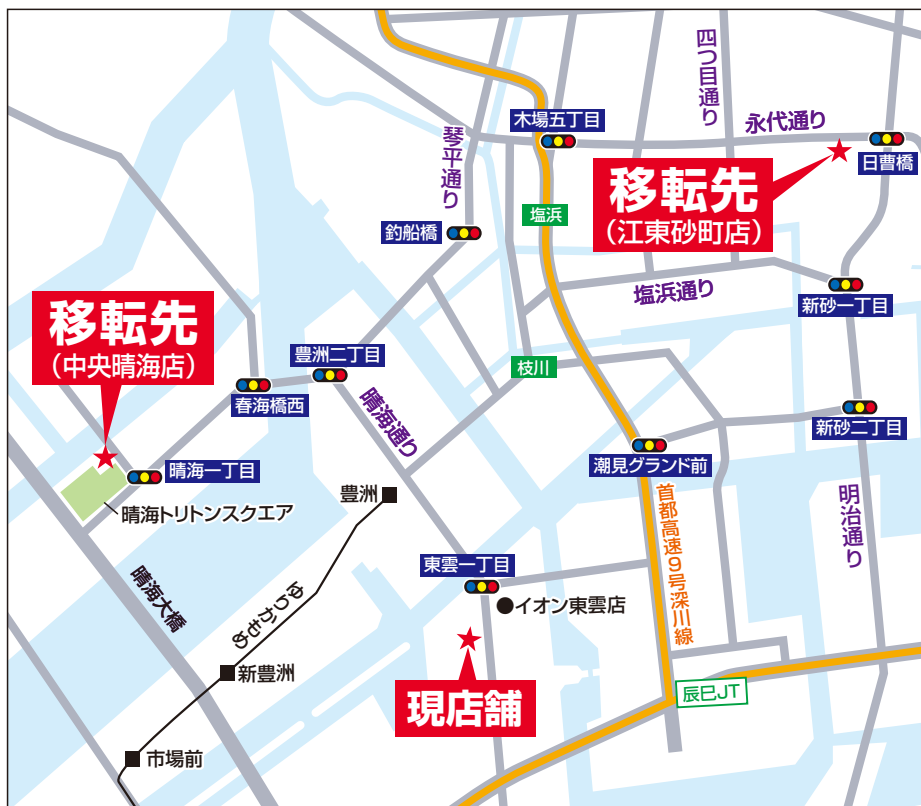 四つ目通り
木場五丁目
永代通り
琴平通り
日曹橋
移転先
（江東砂町店）
塩浜
釣船橋
塩浜通り
新砂一丁目
移転先
（中央晴海店）
豊洲二丁目
枝川
春海橋西
晴海通り
新砂二丁目
潮見グランド前
晴海一丁目
豊洲
晴海トリトンスクエア
首都高速9号深川線
明治通り
東雲一丁目
晴海大橋
ゆりかもめ
●イオン東雲店
新豊洲
現店舗
辰巳JT
市場前